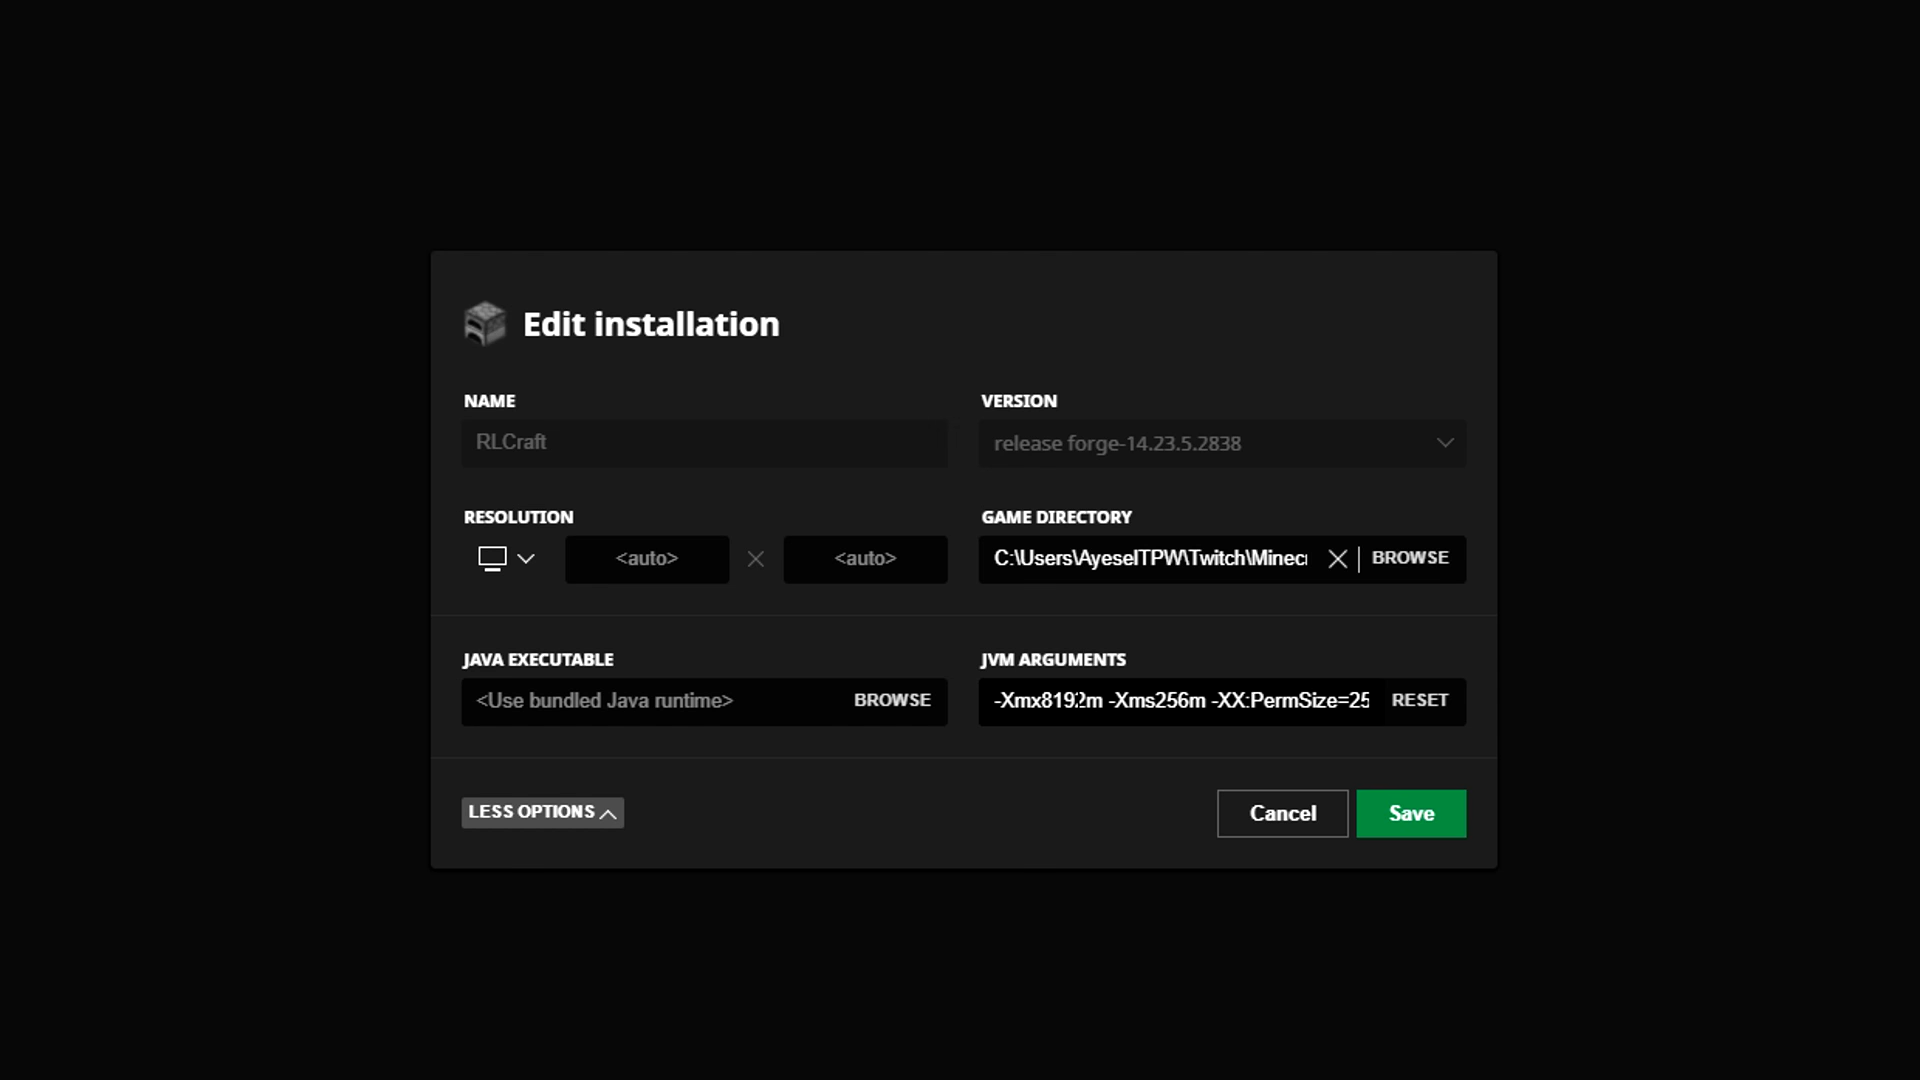 Edit installation
NAME
VERSION
RLCraft
release forge-14.23.5.2838
RESOLUTION
GAME DIRECTORY
<auto>
<auto>
C:\Users\AyeseITPW\Twitch\Minec
BROWSE
JAVA EXECUTABLE
JVM ARGUMENTS
<Use bundled Java runtime>
BROWSE
-Xmx8192m -Xms256m -XX:PermSize=25
RESET
LESS OPTIONS
Cancel
Save